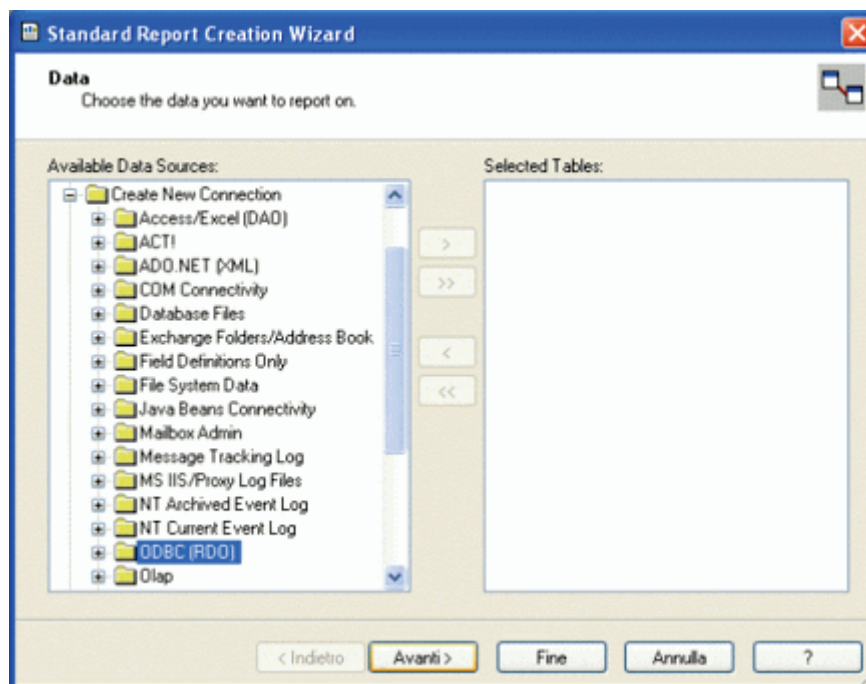 Standard Report Creation Wizard
Data
Choose the data you want to report on.
Available Data Sources:
Selected Tables:
Create New Connection
Access/Excel (DAO)
ACT!
ADO.NET (XML)
COM Connectivity
Database Files
Exchange Folders/Address Book
Field Definitions Only
File System Data
Java Beans Connectivity
Mailbox Admin
Message Tracking Log
MS IIS/Proxy Log Files
NT Archived Event Log
NT Current Event Log
ODBC (RDO)
Olap
>
>>
<
<<
< Indietro
Avanti >
Fine
Annulla
?